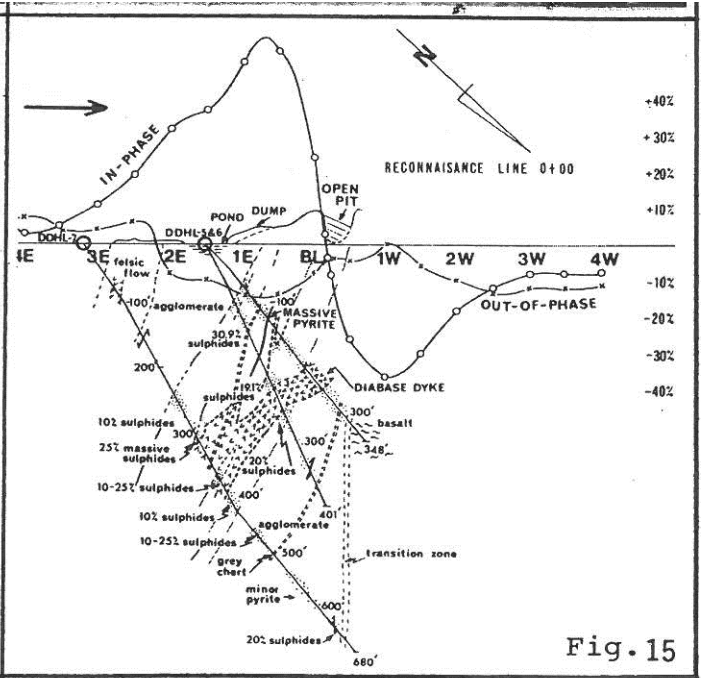 N
+40%
IN-PHASE
+30%
RECONNAISANCE LINE 0+00
+20%
OPEN
PIT
DUMP
POND
+10%
DDHL-7
DDHL-5&6
4E 3E 2E 1E BL 1W 2W 3W 4W
felsic
flow
-10%
OUT-OF-PHASE
100'
agglomerate
100'
MASSIVE
PYRITE
-20%
30.9%
sulphides
-30%
200'
19.1%
DIABASE DYKE
-40%
sulphides
10% sulphides
300'
300'
basalt
25% massive
sulphides
300'
348'
20%
sulphides
10-25% sulphides
400'
10% sulphides
401'
agglomerate
10-25% sulphides
500'
transition zone
grey
chert
minor
pyrite
600'
20% sulphides
680'
Fig.15